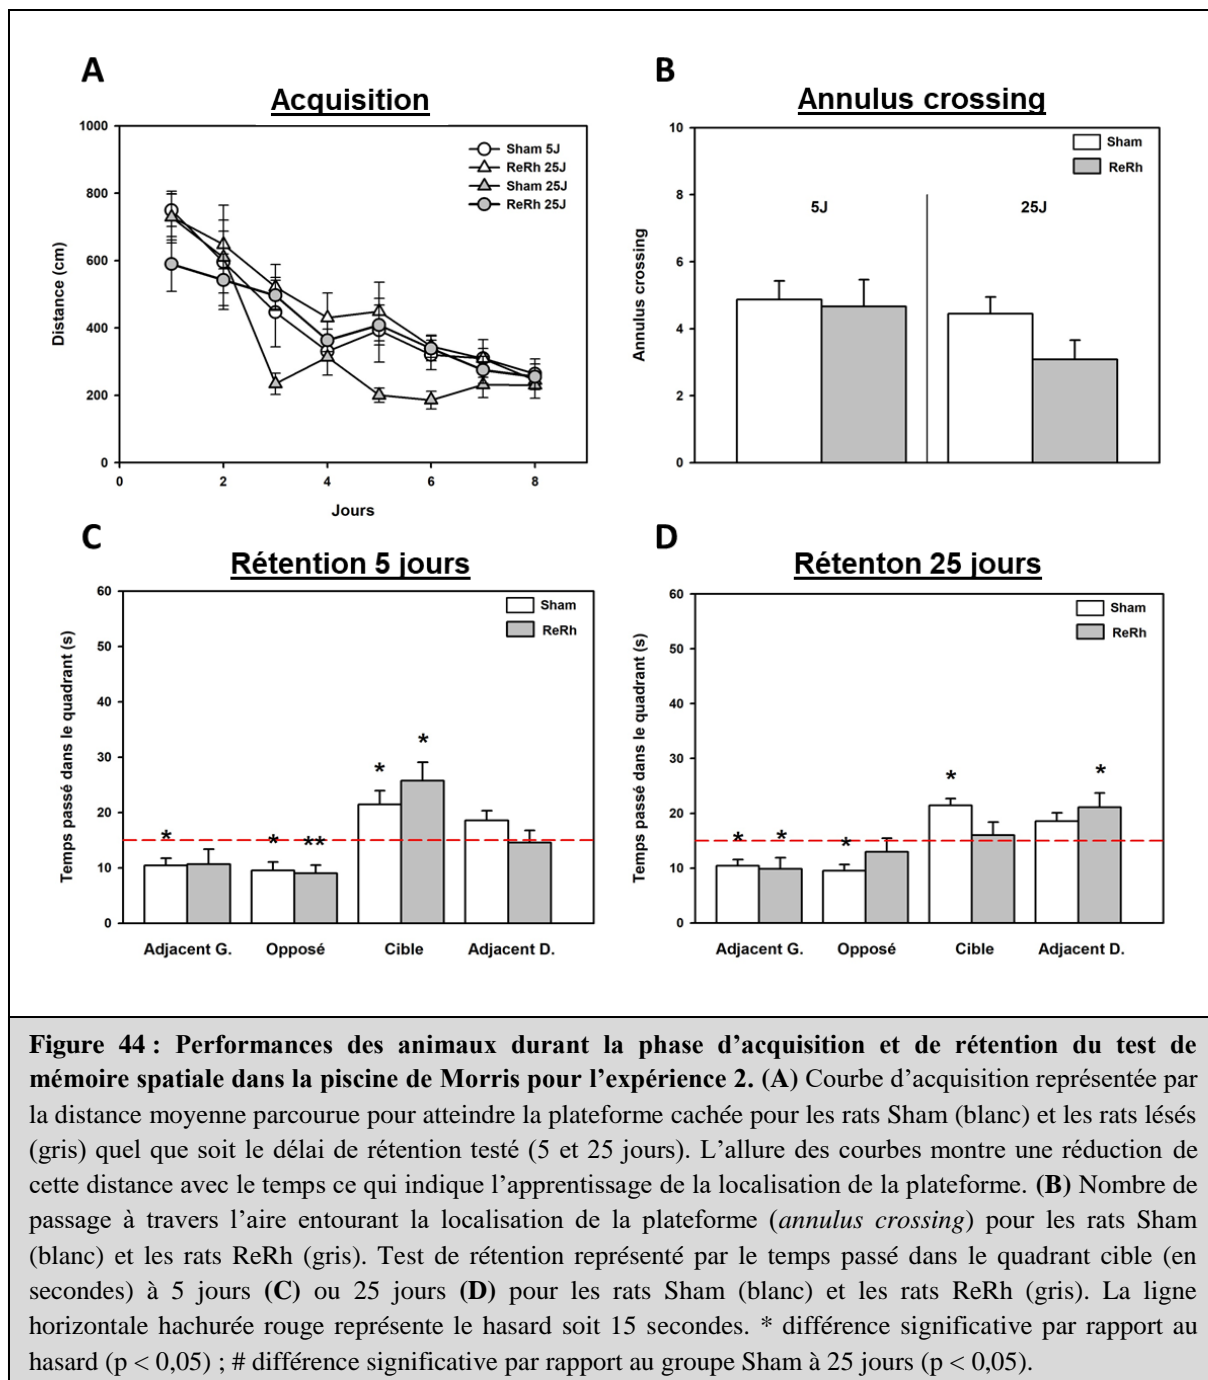 A
Acquisition
1000
800
600
400
200
0
Distance (cm)
0 2 4 6 8
Jours
Sham 5J
ReRh 25J
Sham 25J
ReRh 25J
B
Annulus crossing
10
8
6
4
2
0
Annulus crossing
Sham
ReRh
5J 25J
C
Rétention 5 jours
60
50
40
30
20
10
0
Temps passé dans le quadrant (s)
Sham
ReRh
* * ** * *
Adjacent G. Opposé Cible Adjacent D.
D
Rétenton 25 jours
60
50
40
30
20
10
0
Temps passé dans le quadrant (s)
Sham
ReRh
* * * * *
Adjacent G. Opposé Cible Adjacent D.
Figure 44 : Performances des animaux durant la phase d’acquisition et de rétention du test de
mémoire spatiale dans la piscine de Morris pour l’expérience 2. (A) Courbe d’acquisition représentée par
la distance moyenne parcourue pour atteindre la plateforme cachée pour les rats Sham (blanc) et les rats lésés
(gris) quel que soit le délai de rétention testé (5 et 25 jours). L’allure des courbes montre une réduction de
cette distance avec le temps ce qui indique l’apprentissage de la localisation de la plateforme. (B) Nombre de
passage à travers l’aire entourant la localisation de la plateforme (annulus crossing) pour les rats Sham
(blanc) et les rats ReRh (gris). Test de rétention représenté par le temps passé dans le quadrant cible (en
secondes) à 5 jours (C) ou 25 jours (D) pour les rats Sham (blanc) et les rats ReRh (gris). La ligne
horizontale hachurée rouge représente le hasard soit 15 secondes. * différence significative par rapport au
hasard (p < 0,05) ; # différence significative par rapport au groupe Sham à 25 jours (p < 0,05).